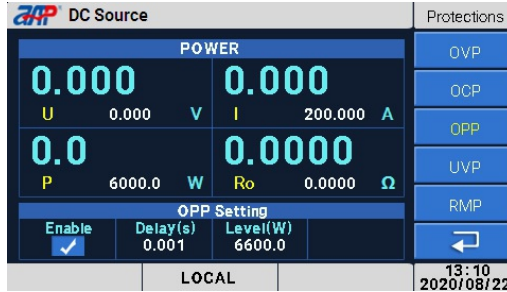 ZAP DC Source
Protections
POWER
OVP
0.000 0.000
U 0.000 V I 200.000 A
OCP
OPP
0.0 0.0000
P 6000.0 W Ro 0.0000 Ω
UVP
OPP Setting
RMP
Enable Delay(s) Level(W)
0.001 6600.0
LOCAL
13:10
2020/08/22